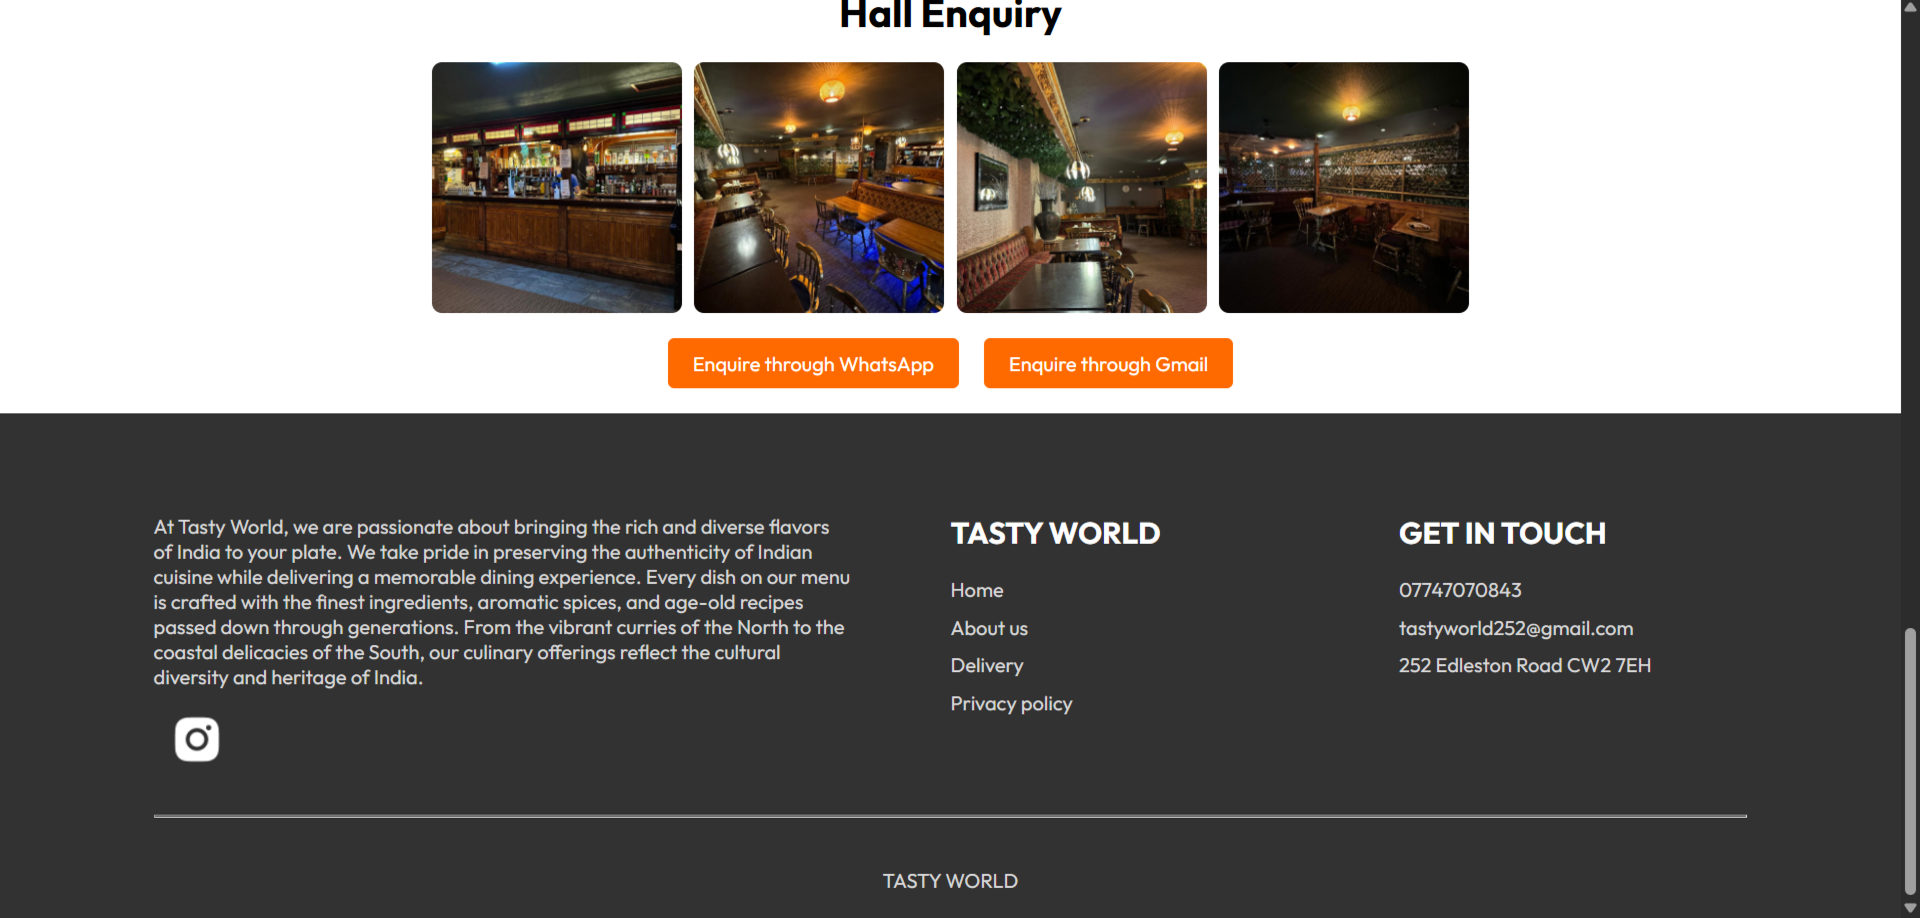 Hall Enquiry
Enquire through WhatsApp
Enquire through Gmail
At Tasty World, we are passionate about bringing the rich and diverse flavors
of India to your plate. We take pride in preserving the authenticity of Indian
cuisine while delivering a memorable dining experience. Every dish on our menu
is crafted with the finest ingredients, aromatic spices, and age-old recipes
passed down through generations. From the vibrant curries of the North to the
coastal delicacies of the South, our culinary offerings reflect the cultural
diversity and heritage of India.
TASTY WORLD
Home
About us
Delivery
Privacy policy
GET IN TOUCH
07747070843
tastyworld252@gmail.com
252 Edleston Road CW2 7EH
TASTY WORLD